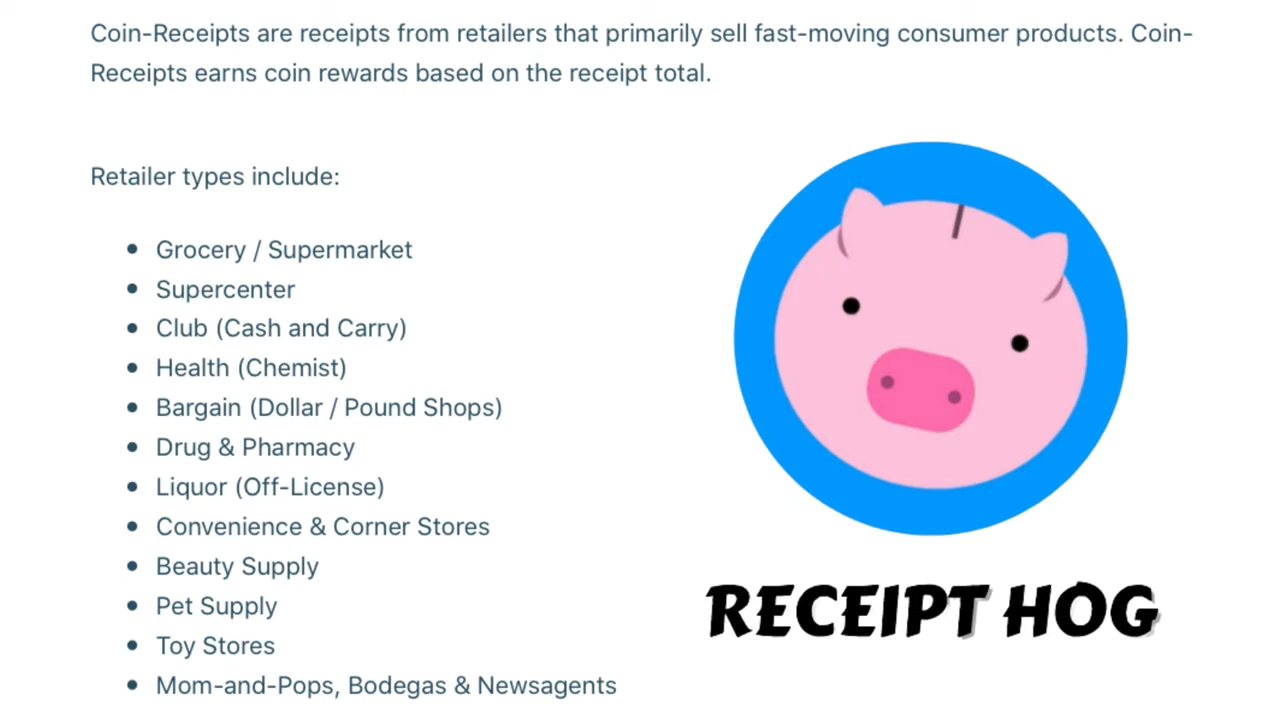 Coin-Receipts are receipts from retailers that primarily sell fast-moving consumer products. Coin-
Receipts earns coin rewards based on the receipt total.
Retailer types include:
Grocery / Supermarket
Supercenter
Club (Cash and Carry)
Health (Chemist)
Bargain (Dollar / Pound Shops)
Drug & Pharmacy
Liquor (Off-License)
Convenience & Corner Stores
Beauty Supply
Pet Supply
Toy Stores
Mom-and-Pops, Bodegas & Newsagents
RECEIPT HOG